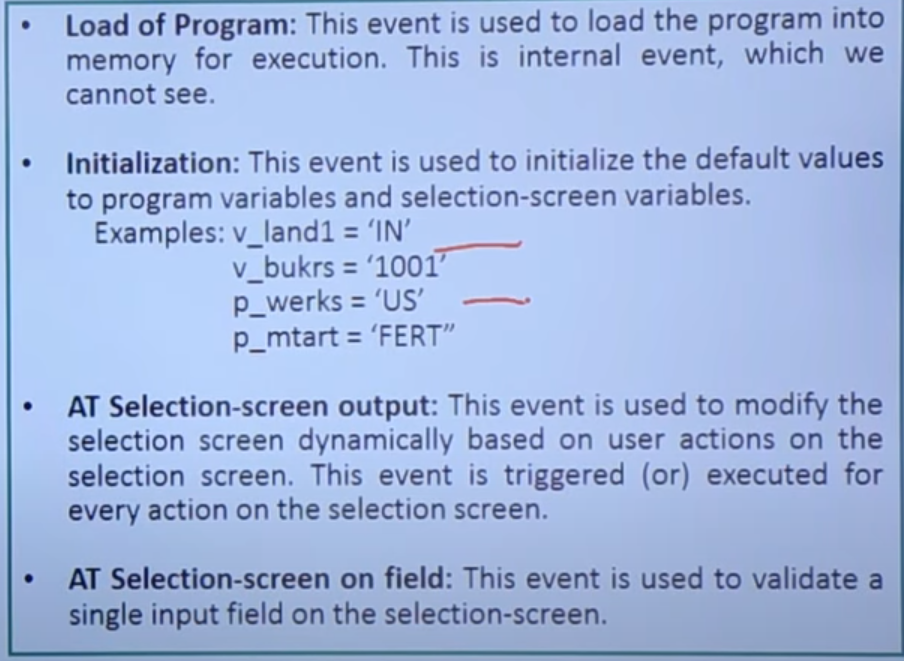 • Load of Program: This event is used to load the program into
memory for execution. This is internal event, which we
cannot see.
• Initialization: This event is used to initialize the default values
to program variables and selection-screen variables.
Examples: v_land1 = ‘IN’
v_bukrs = ‘1001’
p_werks = ‘US’
p_mtart = ‘FERT”
• AT Selection-screen output: This event is used to modify the
selection screen dynamically based on user actions on the
selection screen. This event is triggered (or) executed for
every action on the selection screen.
• AT Selection-screen on field: This event is used to validate a
single input field on the selection-screen.